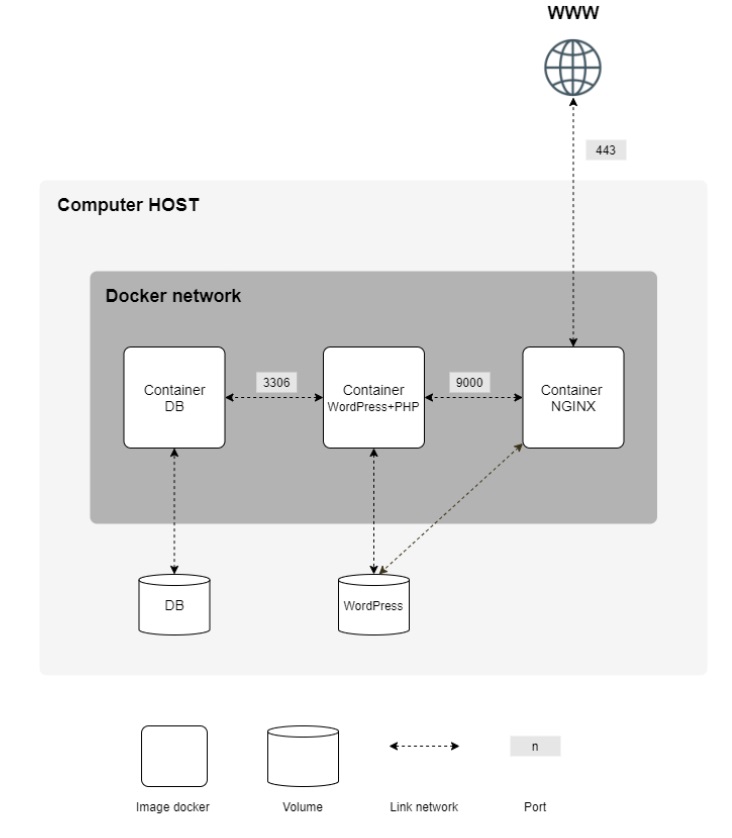 WWW
443
Computer HOST
Docker network
Container
DB
3306
Container
WordPress+PHP
9000
Container
NGINX
DB
WordPress
n
Image docker
Volume
Link network
Port